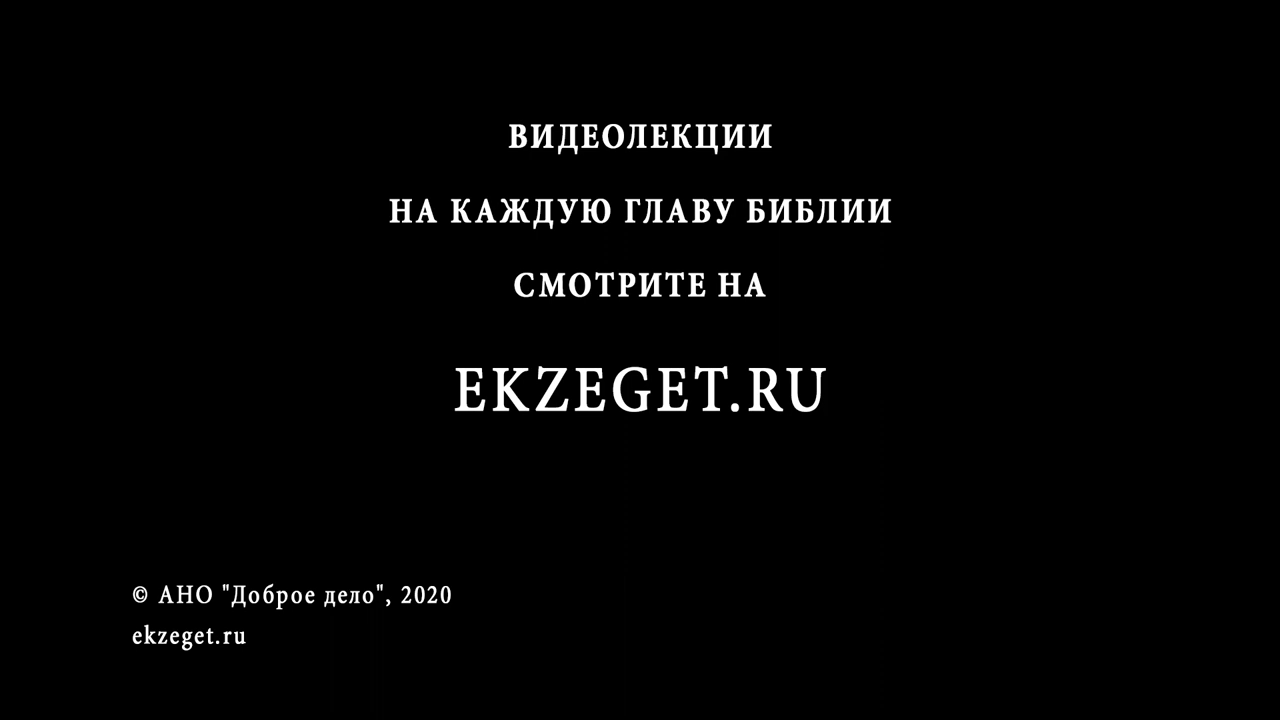 ВИДЕОЛЕКЦИИ
НА КАЖДУЮ ГЛАВУ БИБЛИИ
СМОТРИТЕ НА
EKZEGET.RU
© АНО "Доброе дело", 2020
ekzeget.ru